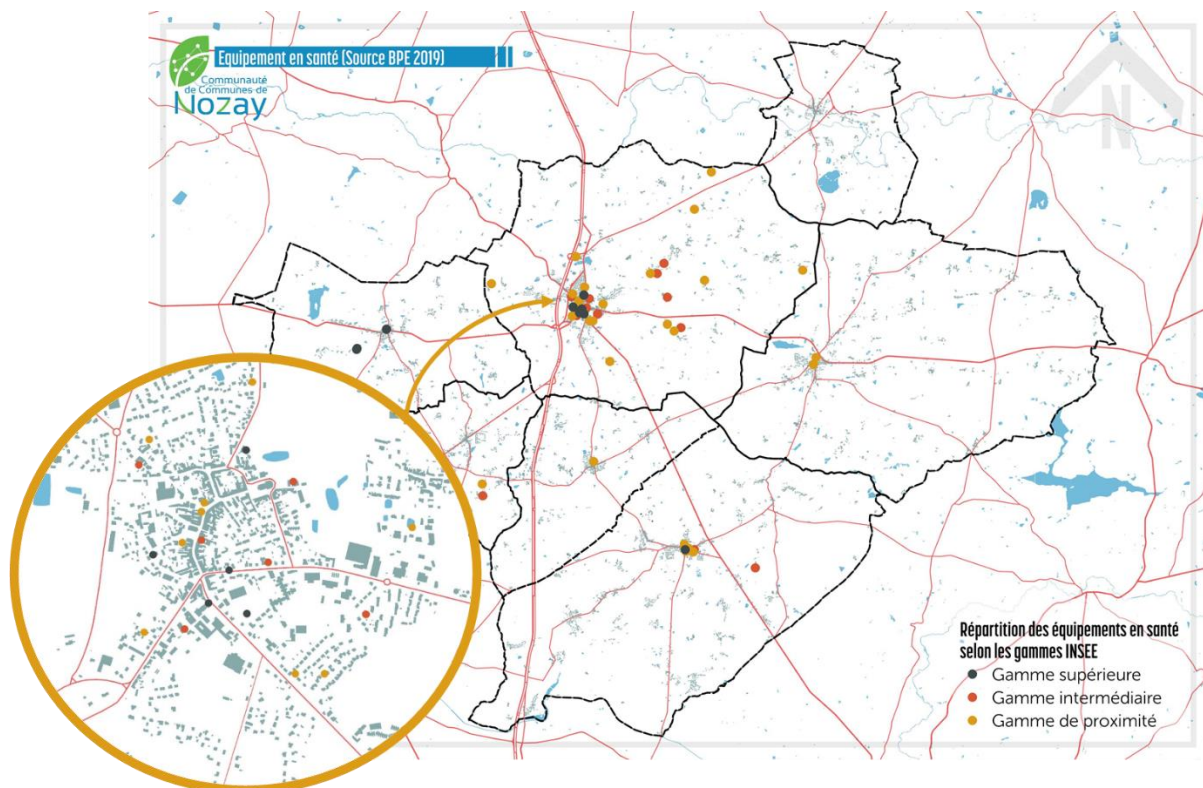 Equipement en santé (Source BPE 2019)
Communauté
de Communes de
Nozay
N
Répartition des équipements en santé
selon les gammes INSEE
Gamme supérieure
Gamme intermédiaire
Gamme de proximité